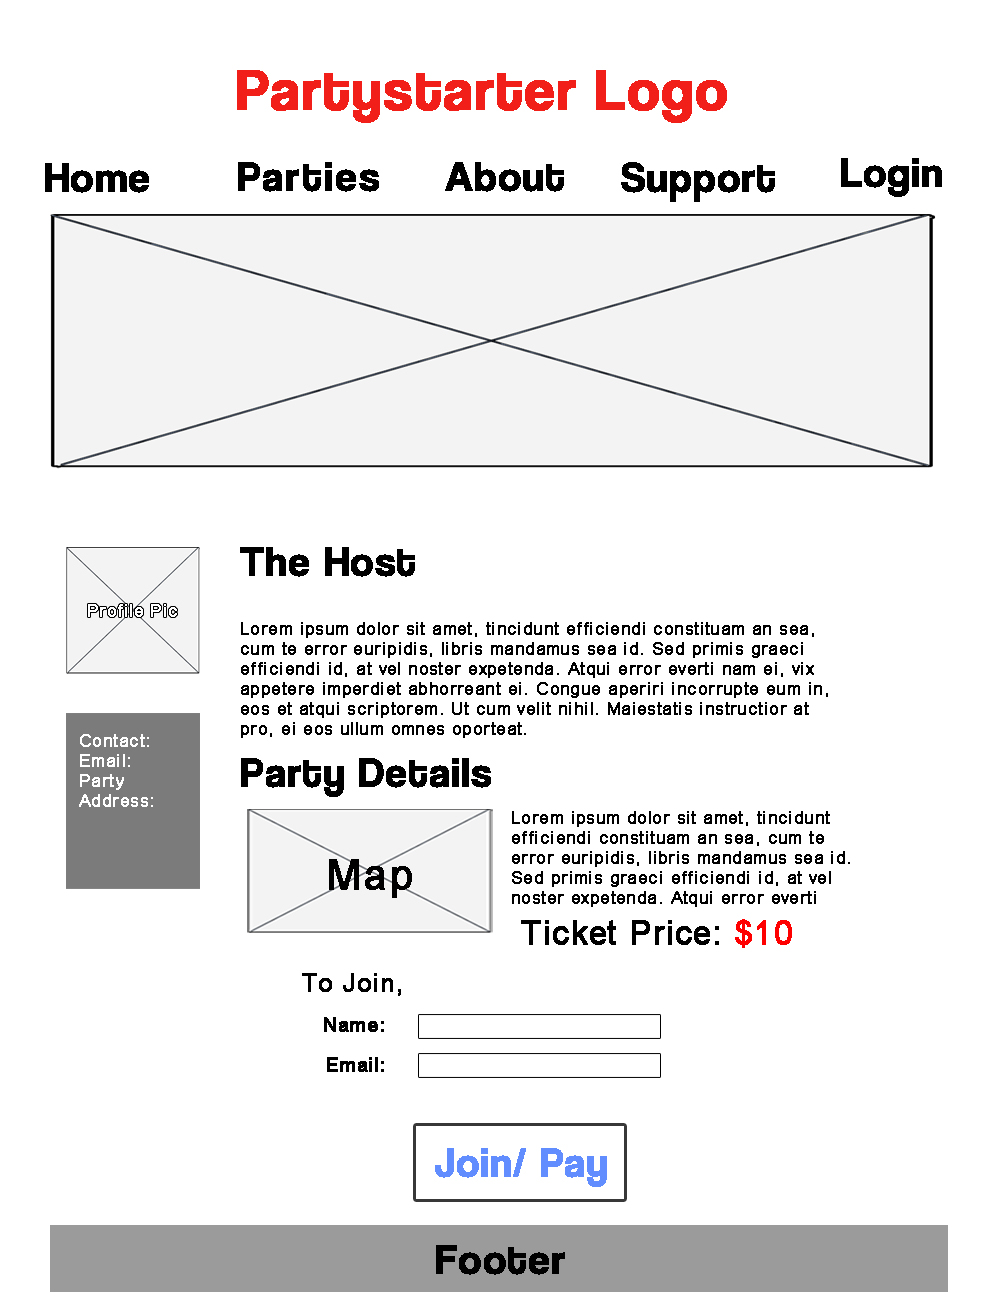 Partystarter Logo
Home Parties About Support Login
Profile Pic
Contact:
Email:
Party
Address:
The Host
Lorem ipsum dolor sit amet, tincidunt efficiendi constituam an sea,
cum te error euripidis, libris mandamus sea id. Sed primis graeci
efficiendi id, at vel noster expetenda. Atqui error everti nam ei, vix
appetere imperdiet abhorreant ei. Congue aperiri incorrupte eum in,
eos et atqui scriptorem. Ut cum velit nihil. Maiestatis instructior at
pro, ei eos ullum omnes oporteat.
Party Details
Map
Lorem ipsum dolor sit amet, tincidunt
efficiendi constituam an sea, cum te
error euripidis, libris mandamus sea id.
Sed primis graeci efficiendi id, at vel
noster expetenda. Atqui error everti
Ticket Price: $10
To Join,
Name:
Email:
Join/ Pay
Footer